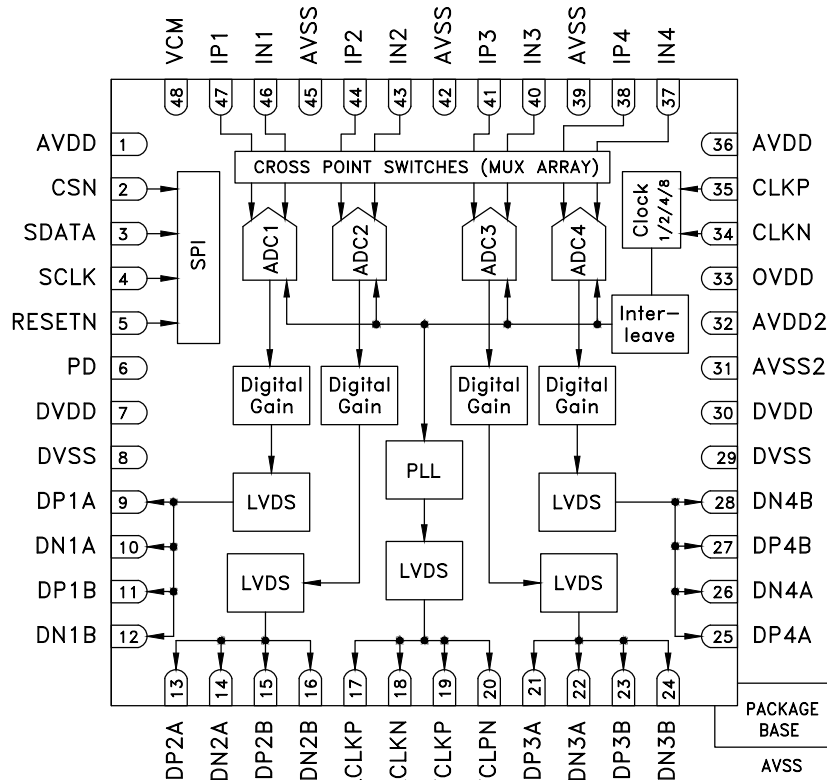 VCM
IP1
IN1
AVSS
IP2
IN2
AVSS
IP3
IN3
AVSS
IP4
IN4
48
47
46
45
44
43
42
41
40
39
38
37
AVDD 1
CSN 2
SDATA 3
SCLK 4
RESETN 5
PD 6
DVDD 7
DVSS 8
DP1A 9
DN1A 10
DP1B 11
DN1B 12
36 AVDD
35 CLKP
34 CLKN
33 OVDD
32 AVDD2
31 AVSS2
30 DVDD
29 DVSS
28 DN4B
27 DP4B
26 DN4A
25 DP4A
CROSS POINT SWITCHES (MUX ARRAY)
SPI
ADC1
ADC2
ADC3
ADC4
Clock
1/2/4/8
Inter-
leave
Digital
Gain
Digital
Gain
Digital
Gain
Digital
Gain
PLL
LVDS
LVDS
LVDS
LVDS
LVDS
13
14
15
16
17
18
19
20
21
22
23
24
DP2A
DN2A
DP2B
DN2B
CLKP
CLKN
CLKP
CLPN
DP3A
DN3A
DP3B
DN3B
PACKAGE
BASE
AVSS